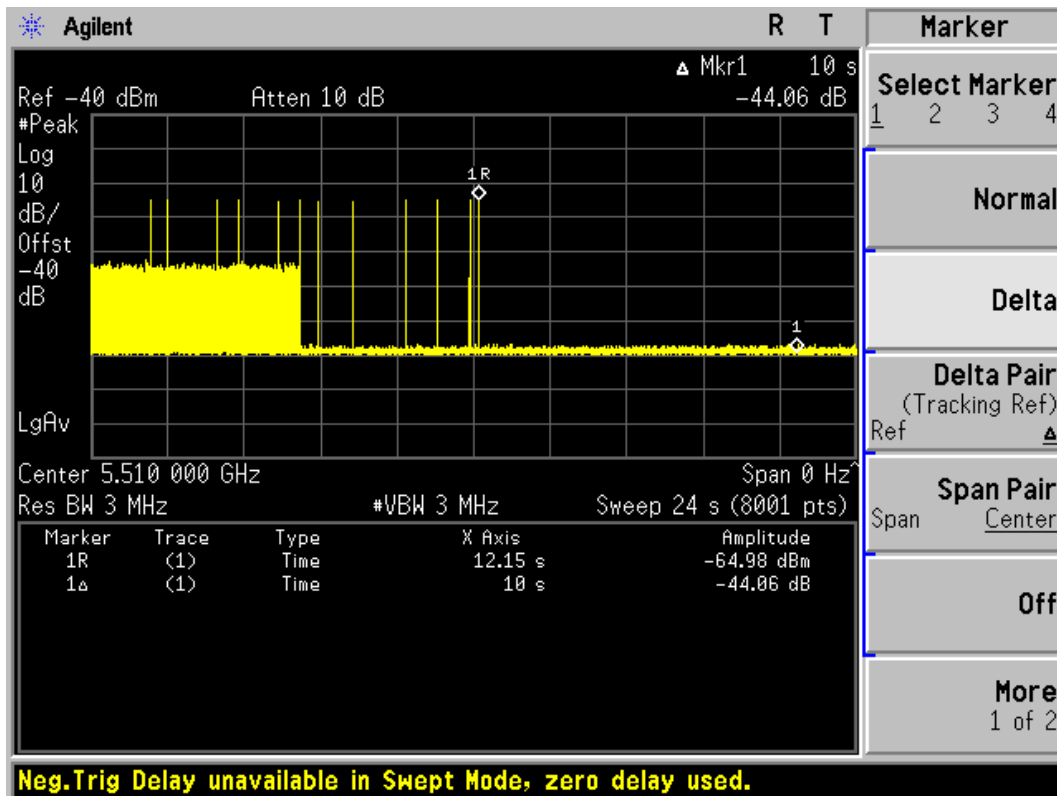 Agilent R T
Δ Mkr1 10 s
Ref -40 dBm Atten 10 dB -44.06 dB
#Peak
Log
10
dB/
Offst
-40
dB
1R
1
LgAv
Center 5.510 000 GHz Span 0 Hz^
Res BW 3 MHz #VBW 3 MHz Sweep 24 s (8001 pts)
Marker Trace Type X Axis Amplitude
1R (1) Time 12.15 s -64.98 dBm
1Δ (1) Time 10 s -44.06 dB
Neg.Trig Delay unavailable in Swept Mode, zero delay used.
Marker
Select Marker
1 2 3 4
Normal
Delta
Delta Pair
(Tracking Ref)
Ref Δ
Span Pair
Span Center
Off
More
1 of 2